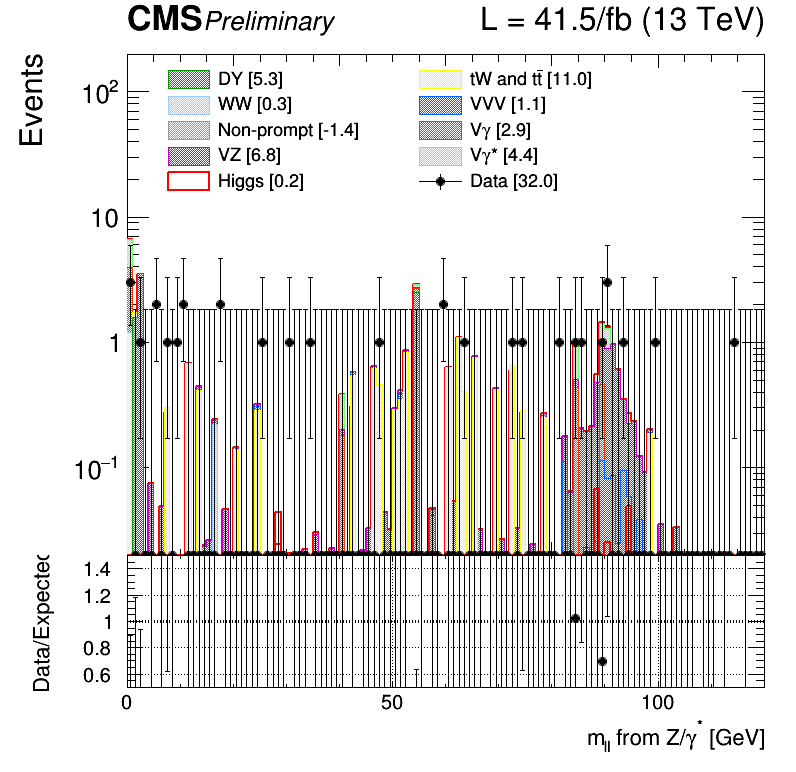 CMS Preliminary L = 41.5/fb (13 TeV)
Events
10²
10
1
10⁻¹
DY [5.3]
WW [0.3]
Non-prompt [-1.4]
VZ [6.8]
Higgs [0.2]
tW and tt̄ [11.0]
VVV [1.1]
Vγ [2.9]
Vγ* [4.4]
Data [32.0]
Data/Expected
1.4
1.2
1
0.8
0.6
0 50 100
m_ll from Z/γ* [GeV]